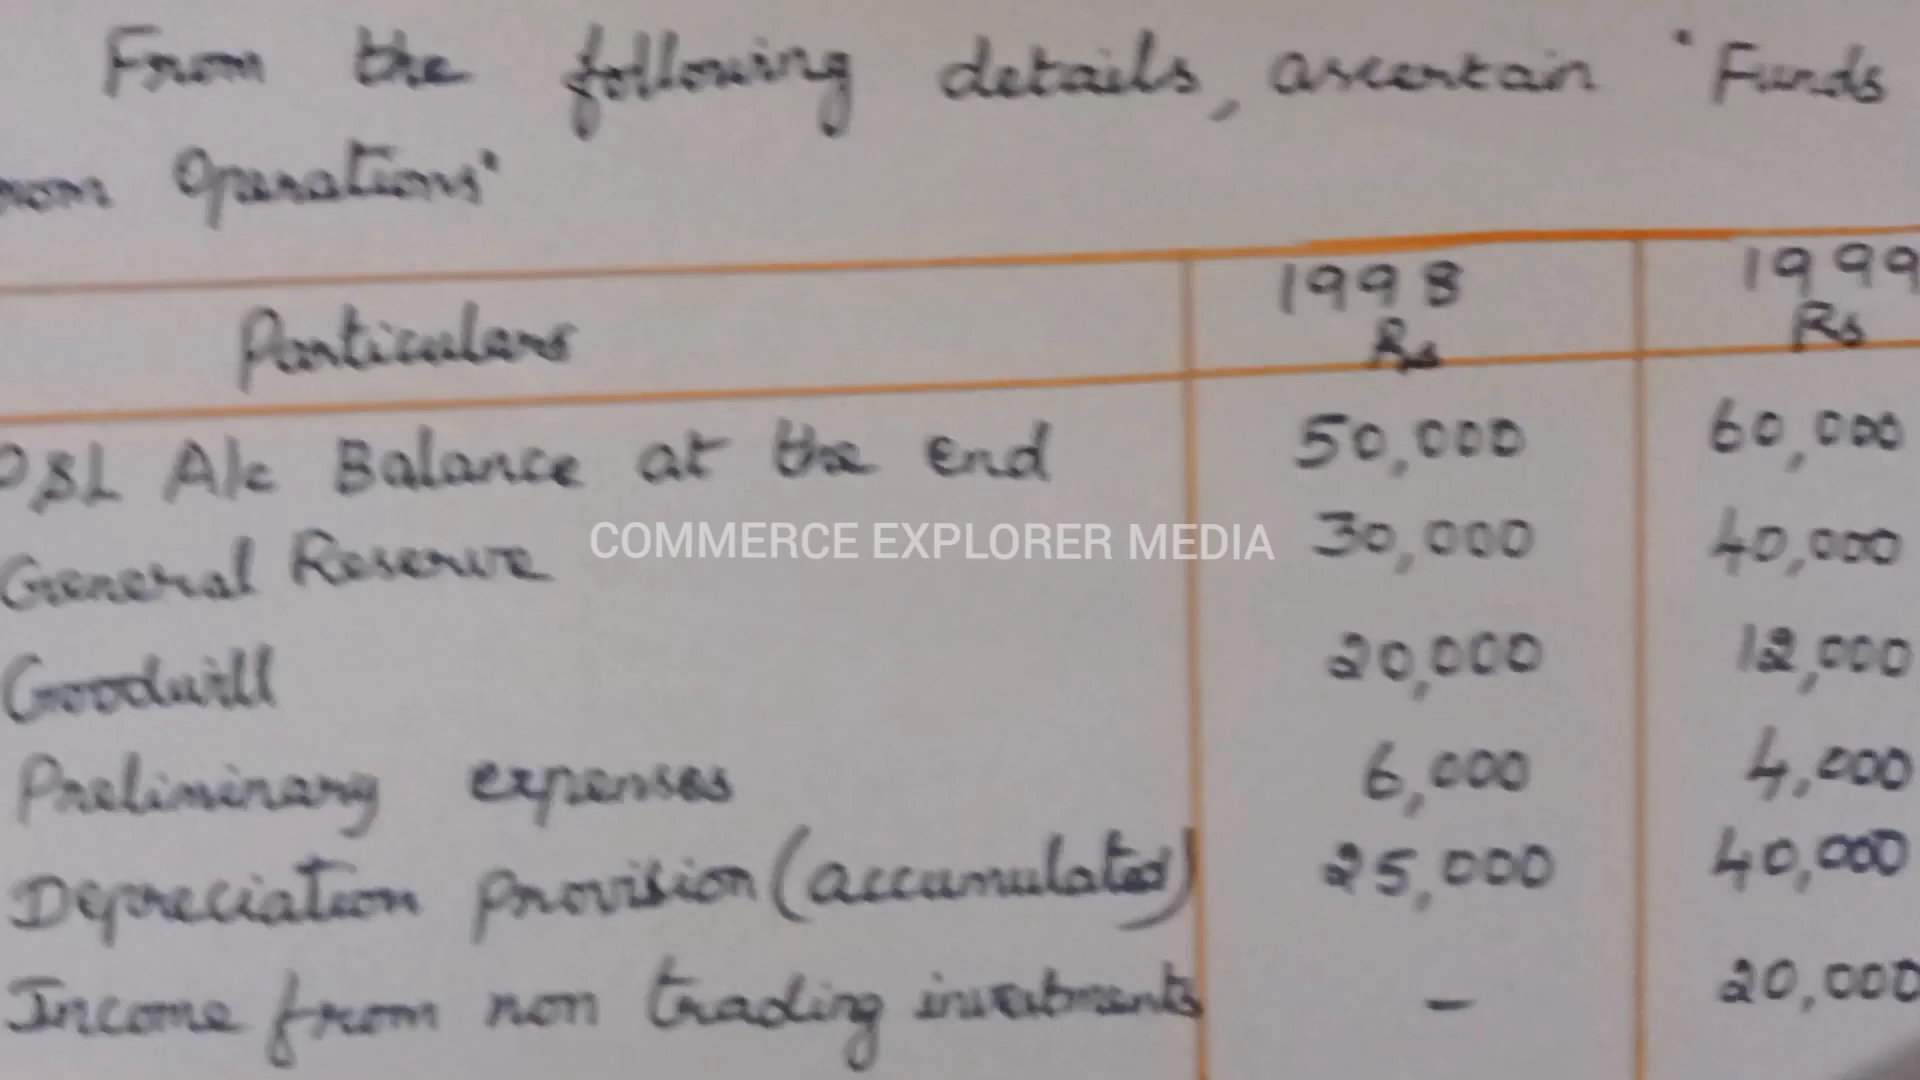 From the following details, ascertain "Funds
rom Operations"
Particulars 1998 Rs 1999 Rs
P&L A/c Balance at the end 50,000 60,000
General Reserve 30,000 40,000
COMMERCE EXPLORER MEDIA
Goodwill 20,000 12,000
Preliminary expenses 6,000 4,000
Depreciation provision (accumulated) 25,000 40,000
Income from non trading investments - 20,000